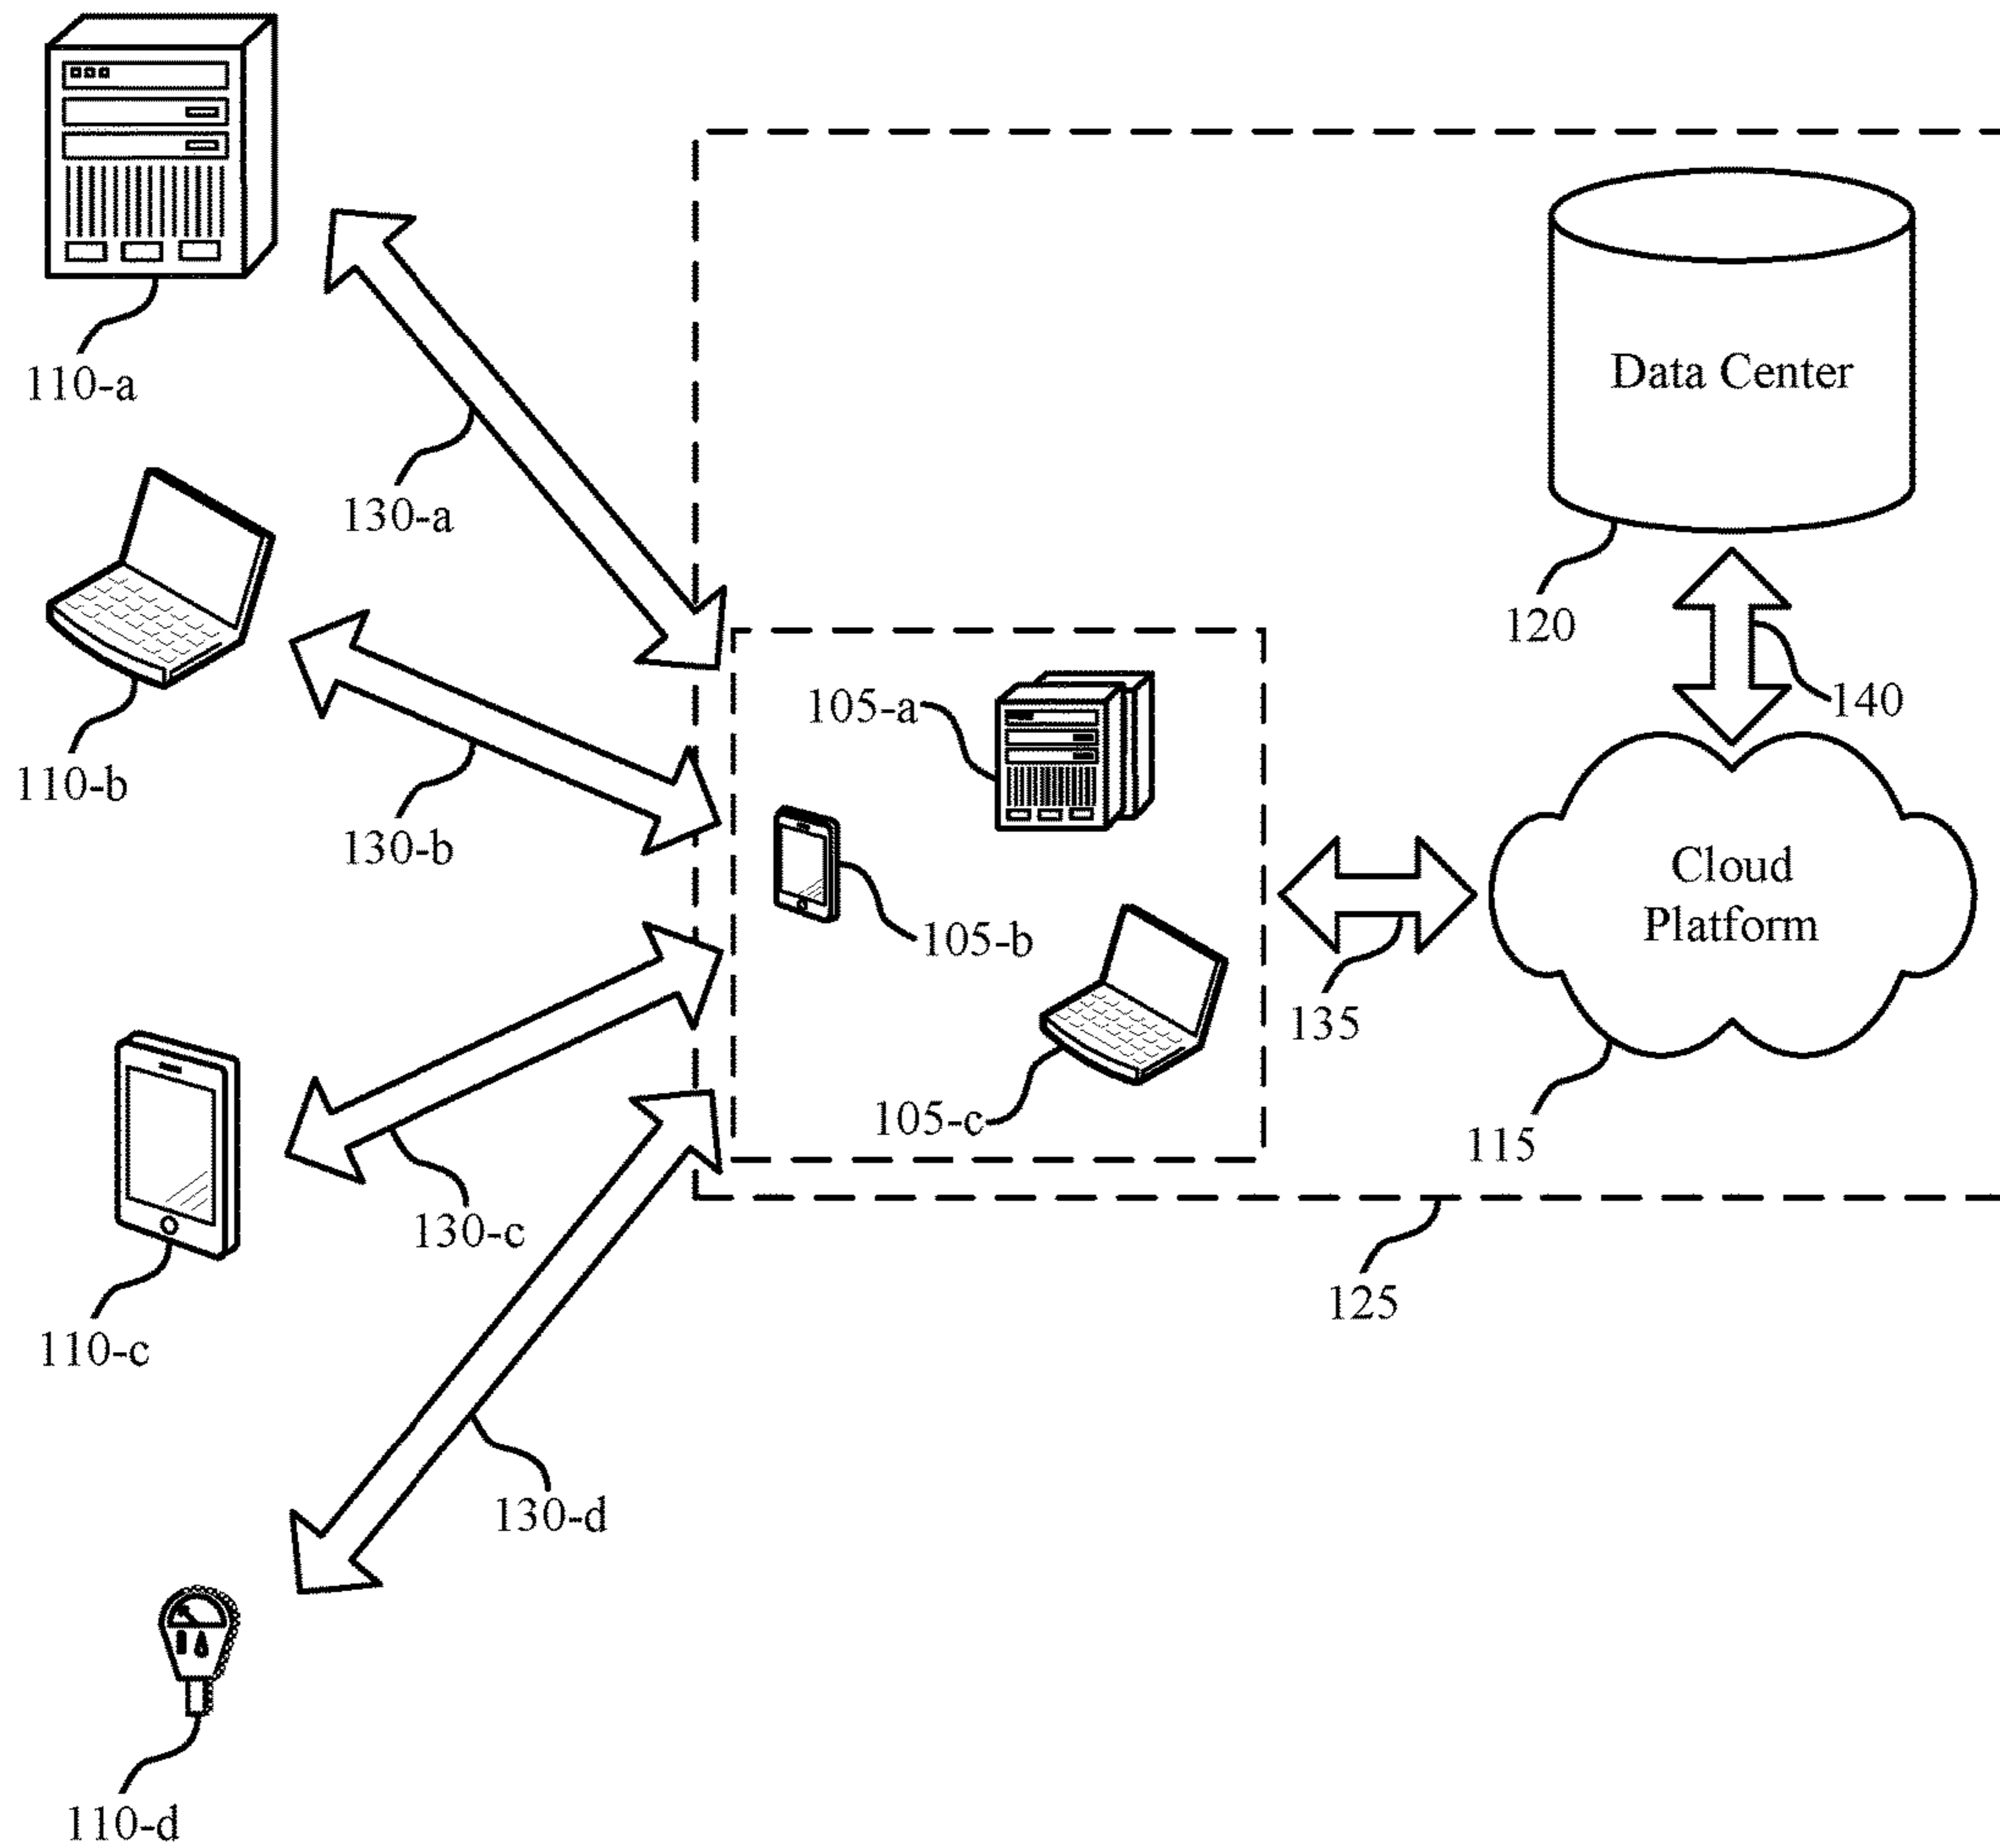 110-a
130-a
110-b
130-b
110-c
130-c
130-d
110-d
Data Center
120
140
105-a
105-b
105-c
135
Cloud
Platform
115
125